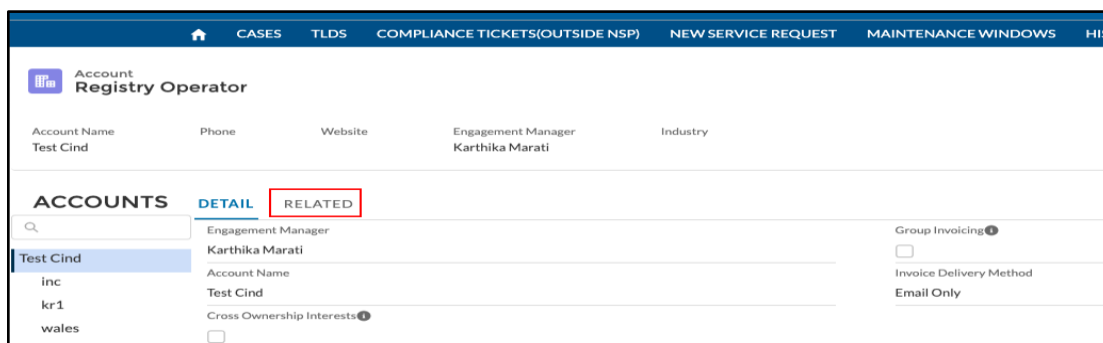 CASES TLDS COMPLIANCE TICKETS(OUTSIDE NSP) NEW SERVICE REQUEST MAINTENANCE WINDOWS HI
Account
Registry Operator
Account Name Phone Website Engagement Manager Industry
Test Cind Karthika Marati
ACCOUNTS DETAIL RELATED
Engagement Manager Group Invoicing
Karthika Marati
Test Cind
Account Name Invoice Delivery Method
inc
Test Cind Email Only
kr1
Cross Ownership Interests
wales